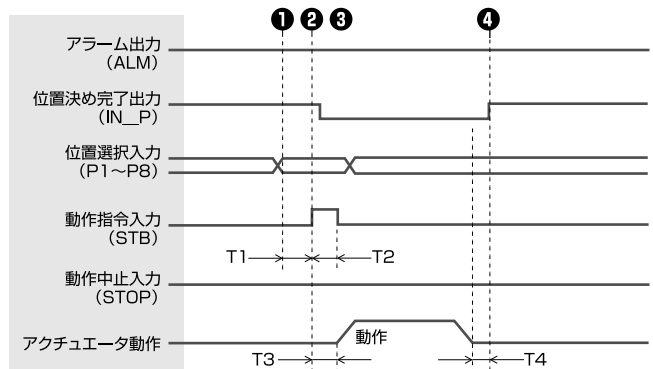 ❶ ❷ ❸ ❹
アラーム出力
(ALM)
位置決め完了出力
(IN__P)
位置選択入力
(P1～P8)
動作指令入力
(STB)
T1 T2
動作中止入力
(STOP)
アクチュエータ動作
動作
T3 T4